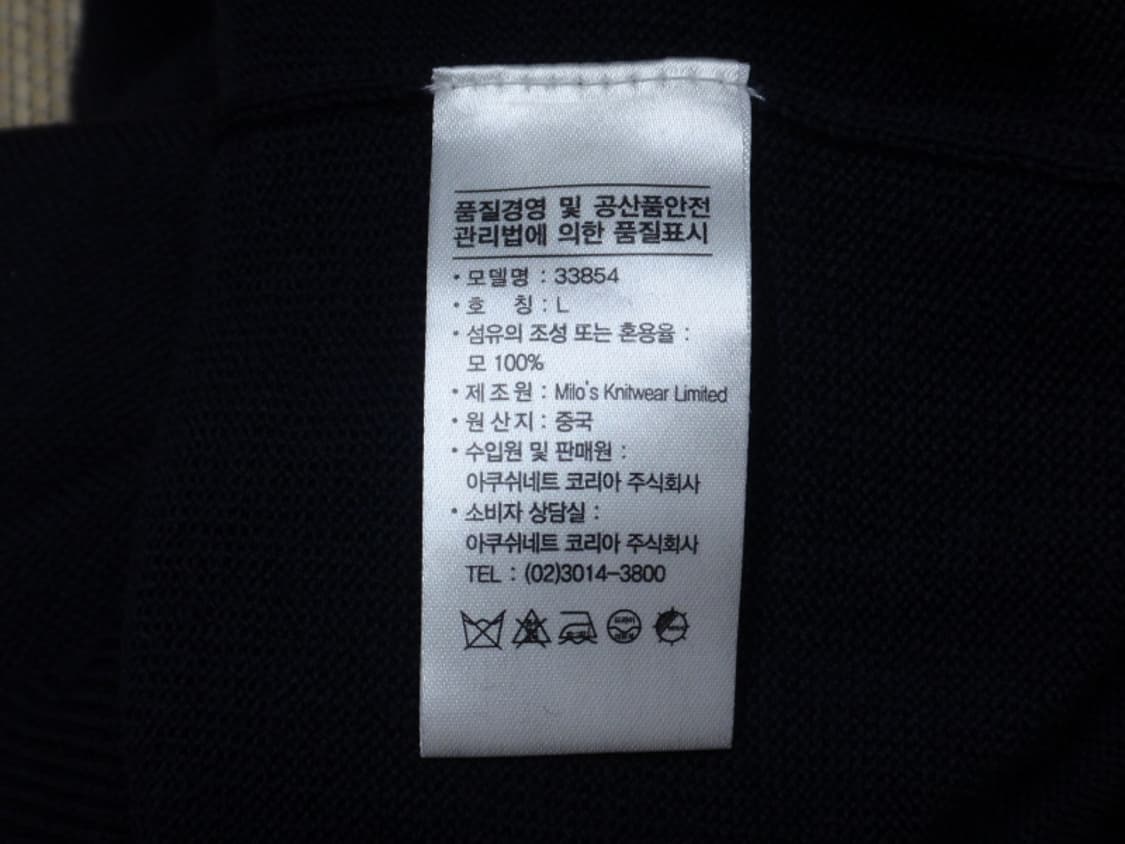 품질경영 및 공산품안전
관리법에 의한 품질표시
・모델명 : 33854
・호 칭 : L
・섬유의 조성 또는 혼용율 :
모 100%
・제조원 : Milo's Knitwear Limited
・원산지 : 중국
・수입원 및 판매원 :
아쿠쉬네트 코리아 주식회사
・소비자 상담실 :
아쿠쉬네트 코리아 주식회사
TEL : (02)3014-3800
드라이